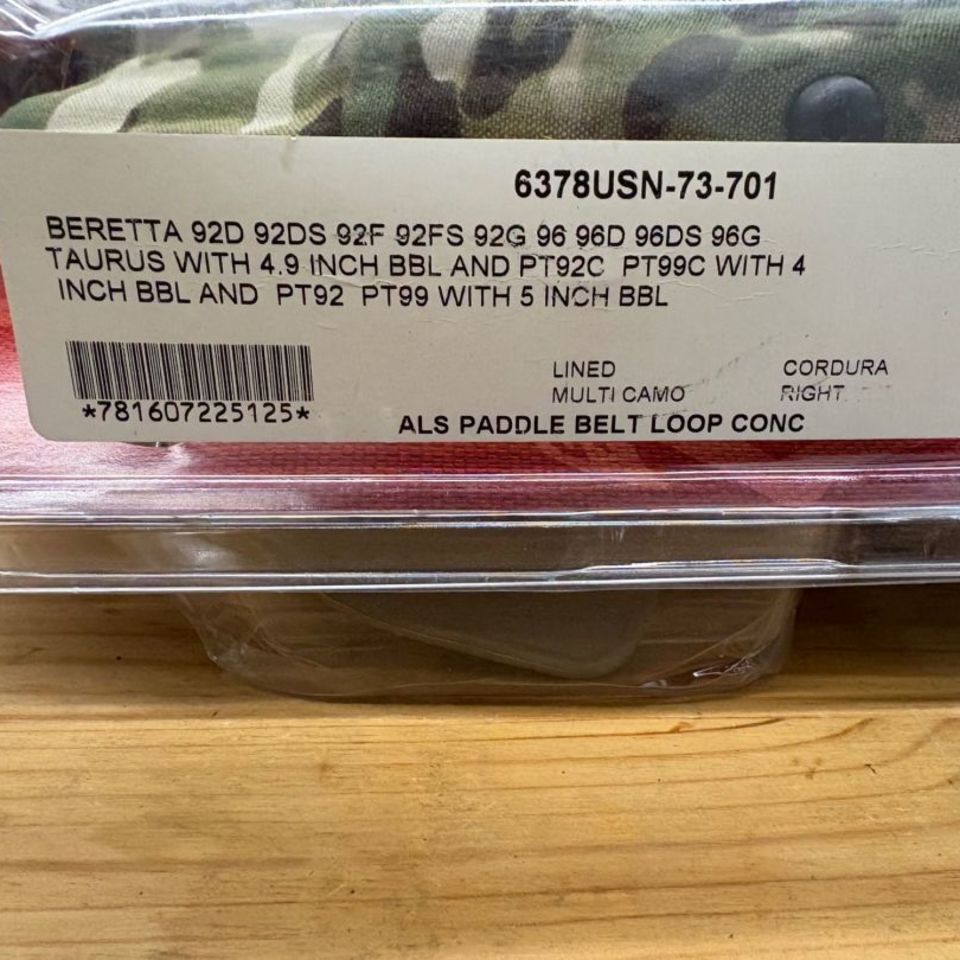 6378USN-73-701
BERETTA 92D 92DS 92F 92FS 92G 96 96D 96DS 96G
TAURUS WITH 4.9 INCH BBL AND PT92C PT99C WITH 4
INCH BBL AND PT92 PT99 WITH 5 INCH BBL
LINED CORDURA
MULTI CAMO RIGHT
*781607225125*
ALS PADDLE BELT LOOP CONC